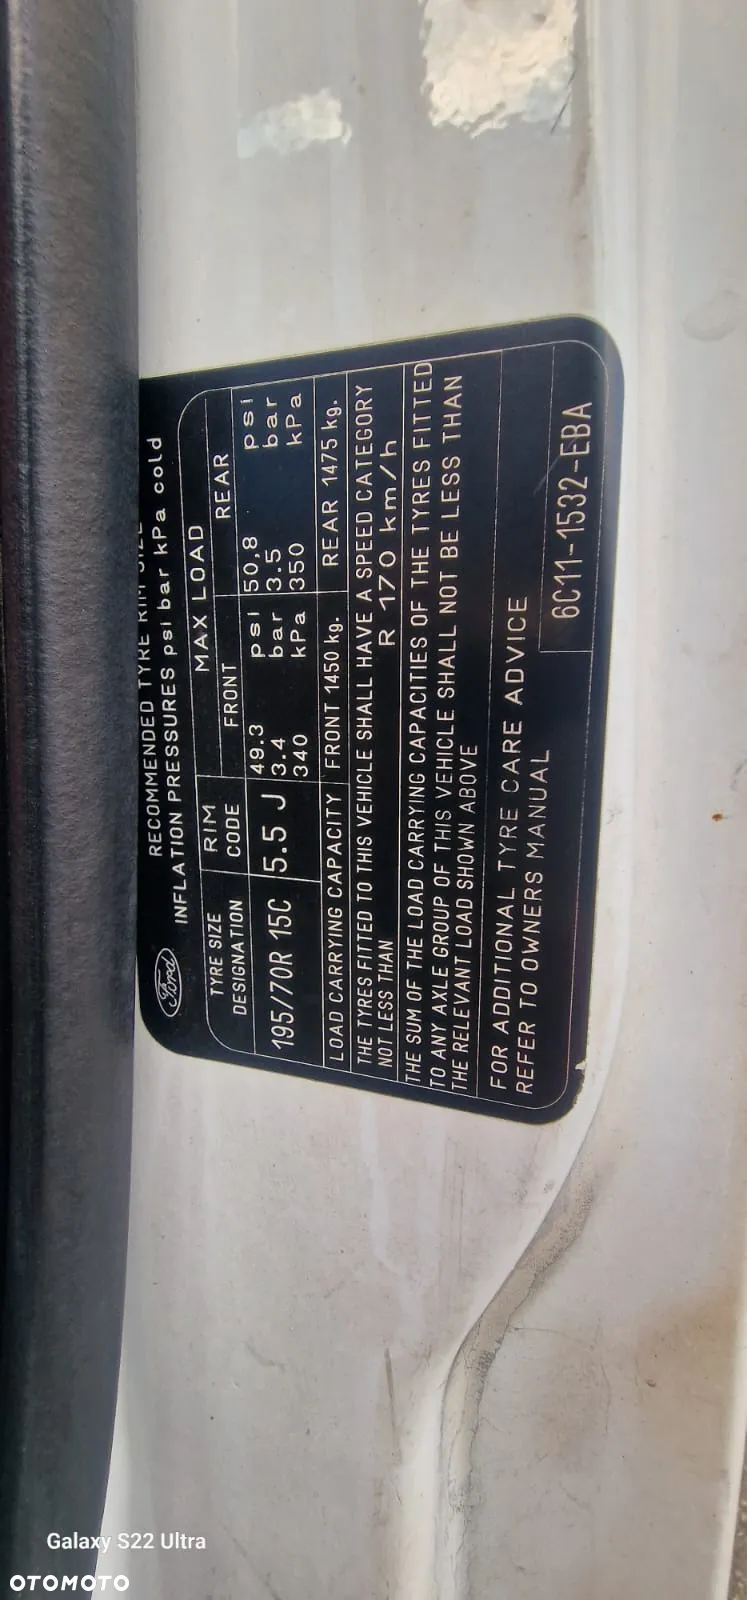 Ford
RECOMMENDED TYRE RIM SIZE
INFLATION PRESSURES psi bar kPa cold
TYRE SIZE DESIGNATION
RIM CODE
MAX LOAD
FRONT
REAR
195/70R 15C
5.5 J
49.3 psi
3.4 bar
340 kPa
50,8 psi
3.5 bar
350 kPa
LOAD CARRYING CAPACITY FRONT 1450 kg. REAR 1475 kg.
THE TYRES FITTED TO THIS VEHICLE SHALL HAVE A SPEED CATEGORY
NOT LESS THAN R 170 km/h
THE SUM OF THE LOAD CARRYING CAPACITIES OF THE TYRES FITTED
TO ANY AXLE GROUP OF THIS VEHICLE SHALL NOT BE LESS THAN
THE RELEVANT LOAD SHOWN ABOVE
FOR ADDITIONAL TYRE CARE ADVICE
REFER TO OWNERS MANUAL
6C11-1532-EBA
Galaxy S22 Ultra
OTOMOTO